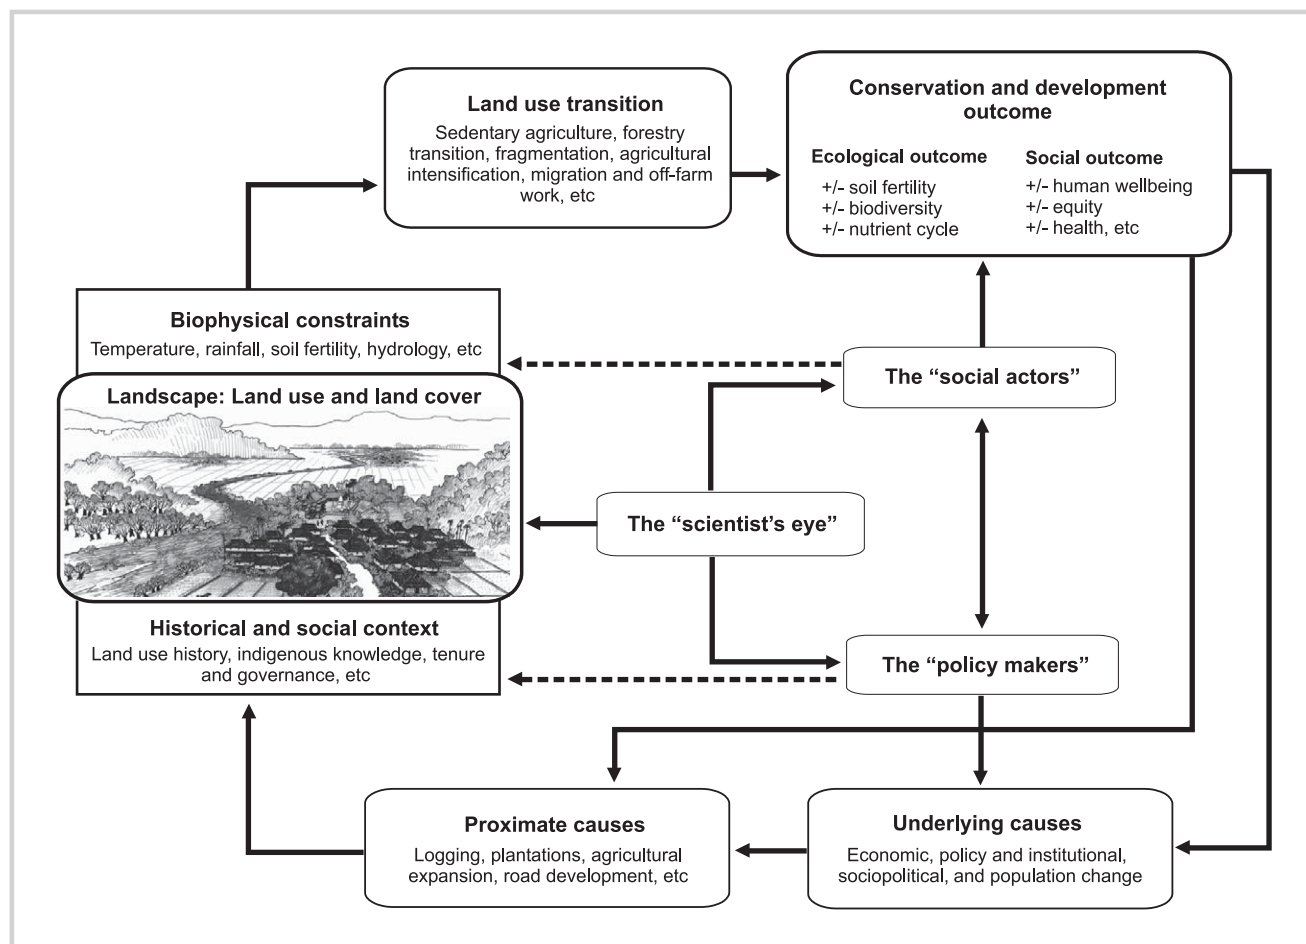 Land use transition
Sedentary agriculture, forestry
transition, fragmentation, agricultural
intensification, migration and off-farm
work, etc
Conservation and development
outcome
Ecological outcome
+/- soil fertility
+/- biodiversity
+/- nutrient cycle
Social outcome
+/- human wellbeing
+/- equity
+/- health, etc
Biophysical constraints
Temperature, rainfall, soil fertility, hydrology, etc
Landscape: Land use and land cover
The “social actors”
The “scientist’s eye”
Historical and social context
Land use history, indigenous knowledge, tenure
and governance, etc
The “policy makers”
Proximate causes
Logging, plantations, agricultural
expansion, road development, etc
Underlying causes
Economic, policy and institutional,
sociopolitical, and population change